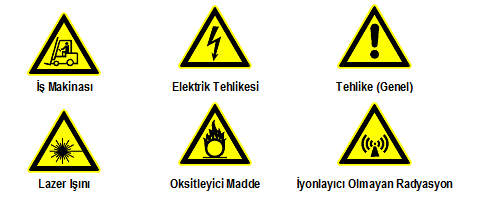 İş Makinası
Elektrik Tehlikesi
Tehlike (Genel)
Lazer Işını
Oksitleyici Madde
İyonlayıcı Olmayan Radyasyon